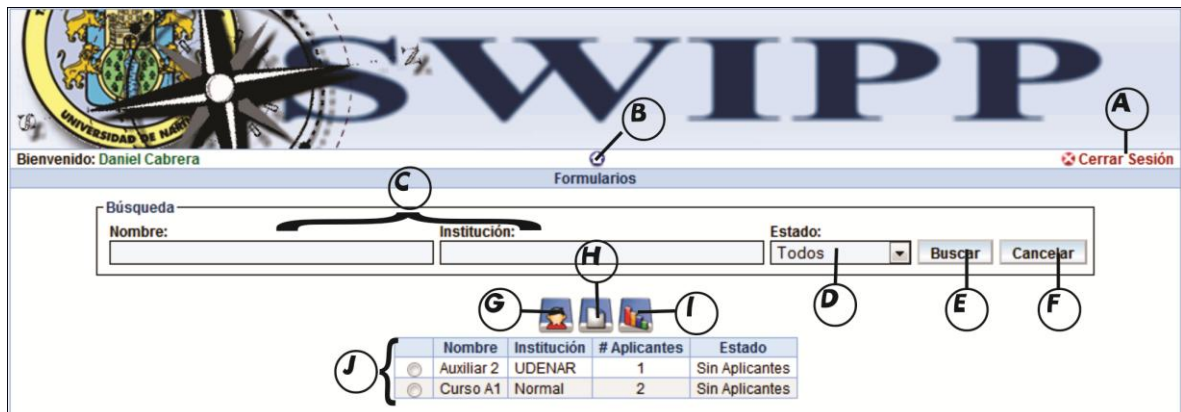 SWIPP
UNIVERSIDAD DE NARI
A
B
Bienvenido: Daniel Cabrera
Cerrar Sesión
Formularios
C
Búsqueda
Nombre: Institución: Estado:
Todos Buscar Cancelar
H
G I D E F
J
Nombre Institución # Aplicantes Estado
Auxiliar 2 UDENAR 1 Sin Aplicantes
Curso A1 Normal 2 Sin Aplicantes